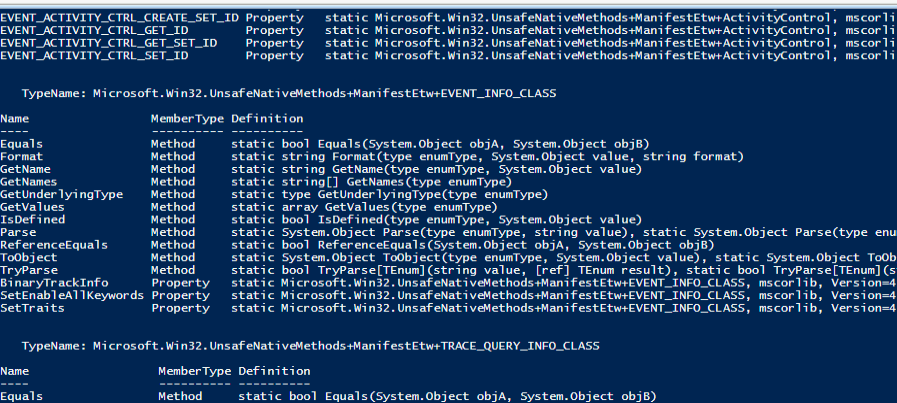 EVENT_ACTIVITY_CTRL_CREATE_SET_ID Property static Microsoft.Win32.UnsafeNativeMethods+ManifestEtw+ActivityControl, mscorli
EVENT_ACTIVITY_CTRL_GET_ID Property static Microsoft.Win32.UnsafeNativeMethods+ManifestEtw+ActivityControl, mscorli
EVENT_ACTIVITY_CTRL_GET_SET_ID Property static Microsoft.Win32.UnsafeNativeMethods+ManifestEtw+ActivityControl, mscorli
EVENT_ACTIVITY_CTRL_SET_ID Property static Microsoft.Win32.UnsafeNativeMethods+ManifestEtw+ActivityControl, mscorli
TypeName: Microsoft.Win32.UnsafeNativeMethods+ManifestEtw+EVENT_INFO_CLASS
Name MemberType Definition
---- ---------- ----------
Equals Method static bool Equals(System.Object objA, System.Object objB)
Format Method static string Format(type enumType, System.Object value, string format)
GetName Method static string GetName(type enumType, System.Object value)
GetNames Method static string[] GetNames(type enumType)
GetUnderlyingType Method static type GetUnderlyingType(type enumType)
GetValues Method static array GetValues(type enumType)
IsDefined Method static bool IsDefined(type enumType, System.Object value)
Parse Method static System.Object Parse(type enumType, string value), static System.Object Parse(type enu
ReferenceEquals Method static bool ReferenceEquals(System.Object objA, System.Object objB)
ToObject Method static System.Object ToObject(type enumType, System.Object value), static System.Object ToOb
TryParse Method static bool TryParse[TEnum](string value, [ref] TEnum result), static bool TryParse[TEnum](s
BinaryTrackInfo Property static Microsoft.Win32.UnsafeNativeMethods+ManifestEtw+EVENT_INFO_CLASS, mscorlib, Version=4
SetEnableAllKeywords Property static Microsoft.Win32.UnsafeNativeMethods+ManifestEtw+EVENT_INFO_CLASS, mscorlib, Version=4
SetTraits Property static Microsoft.Win32.UnsafeNativeMethods+ManifestEtw+EVENT_INFO_CLASS, mscorlib, Version=4
TypeName: Microsoft.Win32.UnsafeNativeMethods+ManifestEtw+TRACE_QUERY_INFO_CLASS
Name MemberType Definition
---- ---------- ----------
Equals Method static bool Equals(System.Object objA, System.Object objB)